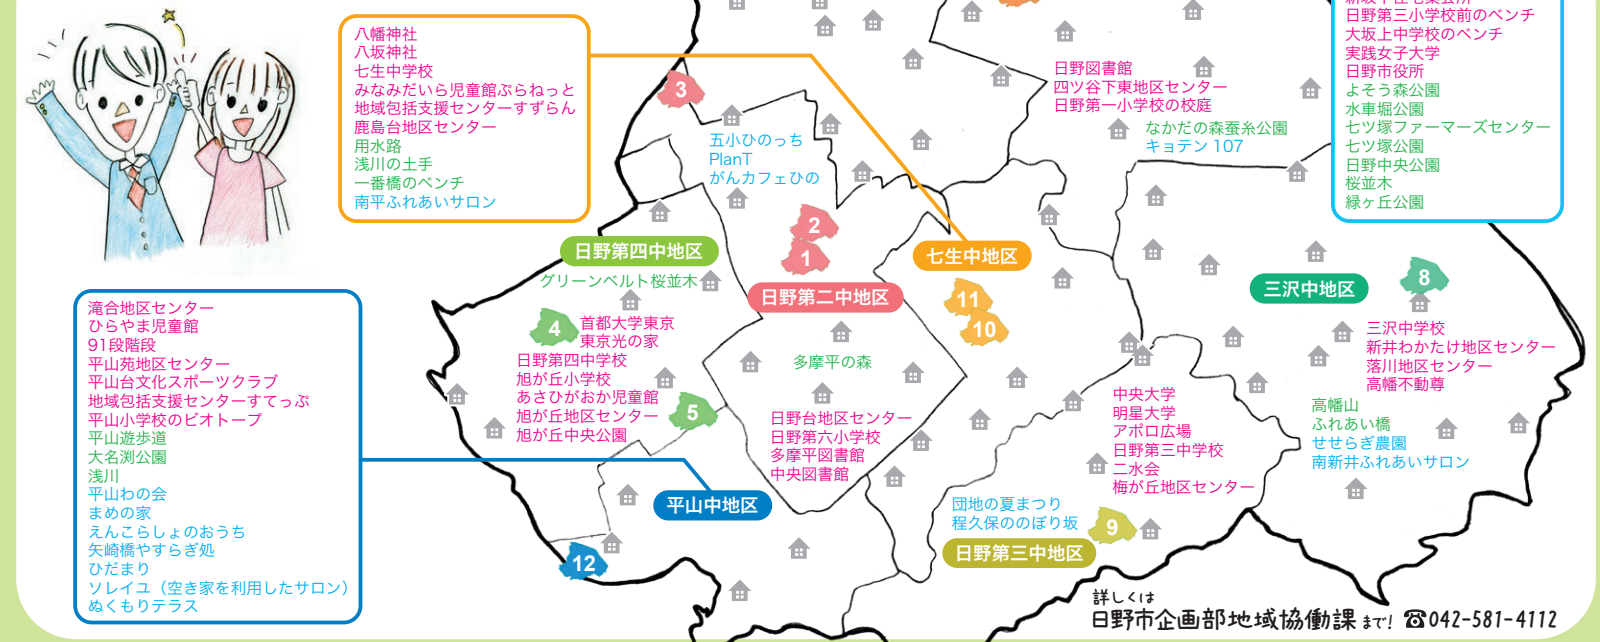 八幡神社
八坂神社
七生中学校
みなみだいら児童館ぷらねっと
地域包括支援センターすずらん
鹿島台地区センター
用水路
浅川の土手
一番橋のベンチ
南平ふれあいサロン
3
五小ひのっち
PlanT
がんカフェひの
日野図書館
四ツ谷下東地区センター
日野第一小学校の校庭
なかだの森蚕糸公園
キョテン 107
日野第三小学校前のベンチ
大坂上中学校のベンチ
実践女子大学
日野市役所
よそう森公園
水車堀公園
七ツ塚ファーマーズセンター
七ツ塚公園
日野中央公園
桜並木
緑ヶ丘公園
日野第四中地区
グリーンベルト桜並木
4
首都大学東京
東京光の家
日野第四中学校
旭が丘小学校
あさひがおか児童館
旭が丘地区センター
旭が丘中央公園
5
2
1
日野第二中地区
多摩平の森
日野台地区センター
日野第六小学校
多摩平図書館
中央図書館
七生中地区
11
10
三沢中地区
8
三沢中学校
新井わかたけ地区センター
落川地区センター
高幡不動尊
高幡山
ふれあい橋
せせらぎ農園
南新井ふれあいサロン
中央大学
明星大学
アポロ広場
日野第三中学校
二水会
梅が丘地区センター
団地の夏まつり
程久保ののぼり坂
9
日野第三中地区
滝合地区センター
ひらやま児童館
91段階段
平山苑地区センター
平山台文化スポーツクラブ
地域包括支援センターすてっぷ
平山小学校のビオトープ
平山遊歩道
大名渕公園
浅川
平山わの会
まめの家
えんこらしょのおうち
矢崎橋やすらぎ処
ひだまり
ソレイユ（空き家を利用したサロン）
ぬくもりテラス
平山中地区
12
詳しくは
日野市企画部地域協働課 まで! ☎042-581-4112